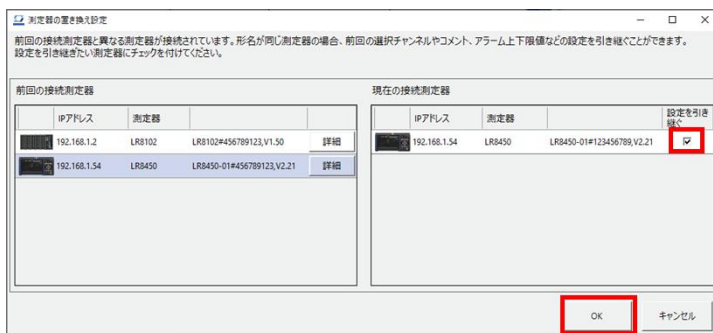 測定器の置き換え設定
前回の接続測定器と異なる測定器が接続されています。形名が同じ測定器の場合、前回の選択チャンネルやコメント、アラーム上下限値などの設定を引き継ぐことができます。
設定を引き継ぎたい測定器にチェックを付けてください。
前回の接続測定器
IPアドレス 測定器
192.168.1.2 LR8102 LR8102#456789123,V1.50 詳細
192.168.1.54 LR8450 LR8450-01#456789123,V2.21 詳細
現在の接続測定器
IPアドレス 測定器 設定を引き
継ぐ
192.168.1.54 LR8450 LR8450-01#123456789,V2.21
OK キャンセル